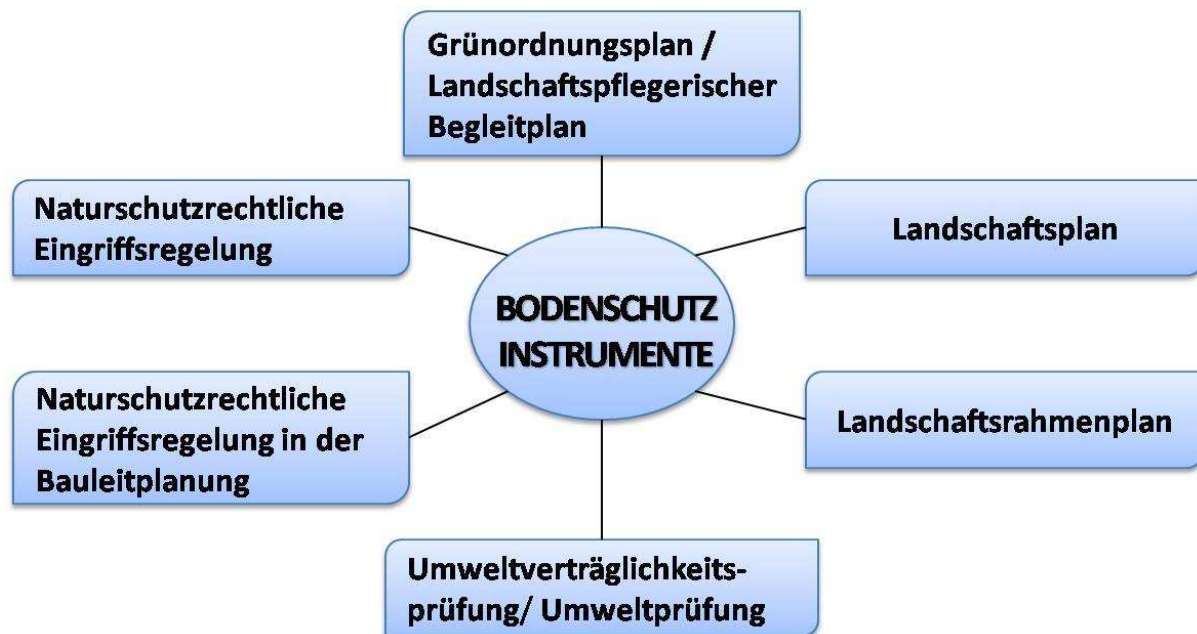 Grünordnungsplan /
Landschaftspflegerischer
Begleitplan
Naturschutzrechtliche
Eingriffsregelung
Landschaftsplan
BODENSCHUTZ
INSTRUMENTE
Naturschutzrechtliche
Eingriffsregelung in der
Bauleitplanung
Landschaftsrahmenplan
Umweltverträglichkeits-
prüfung/ Umweltprüfung